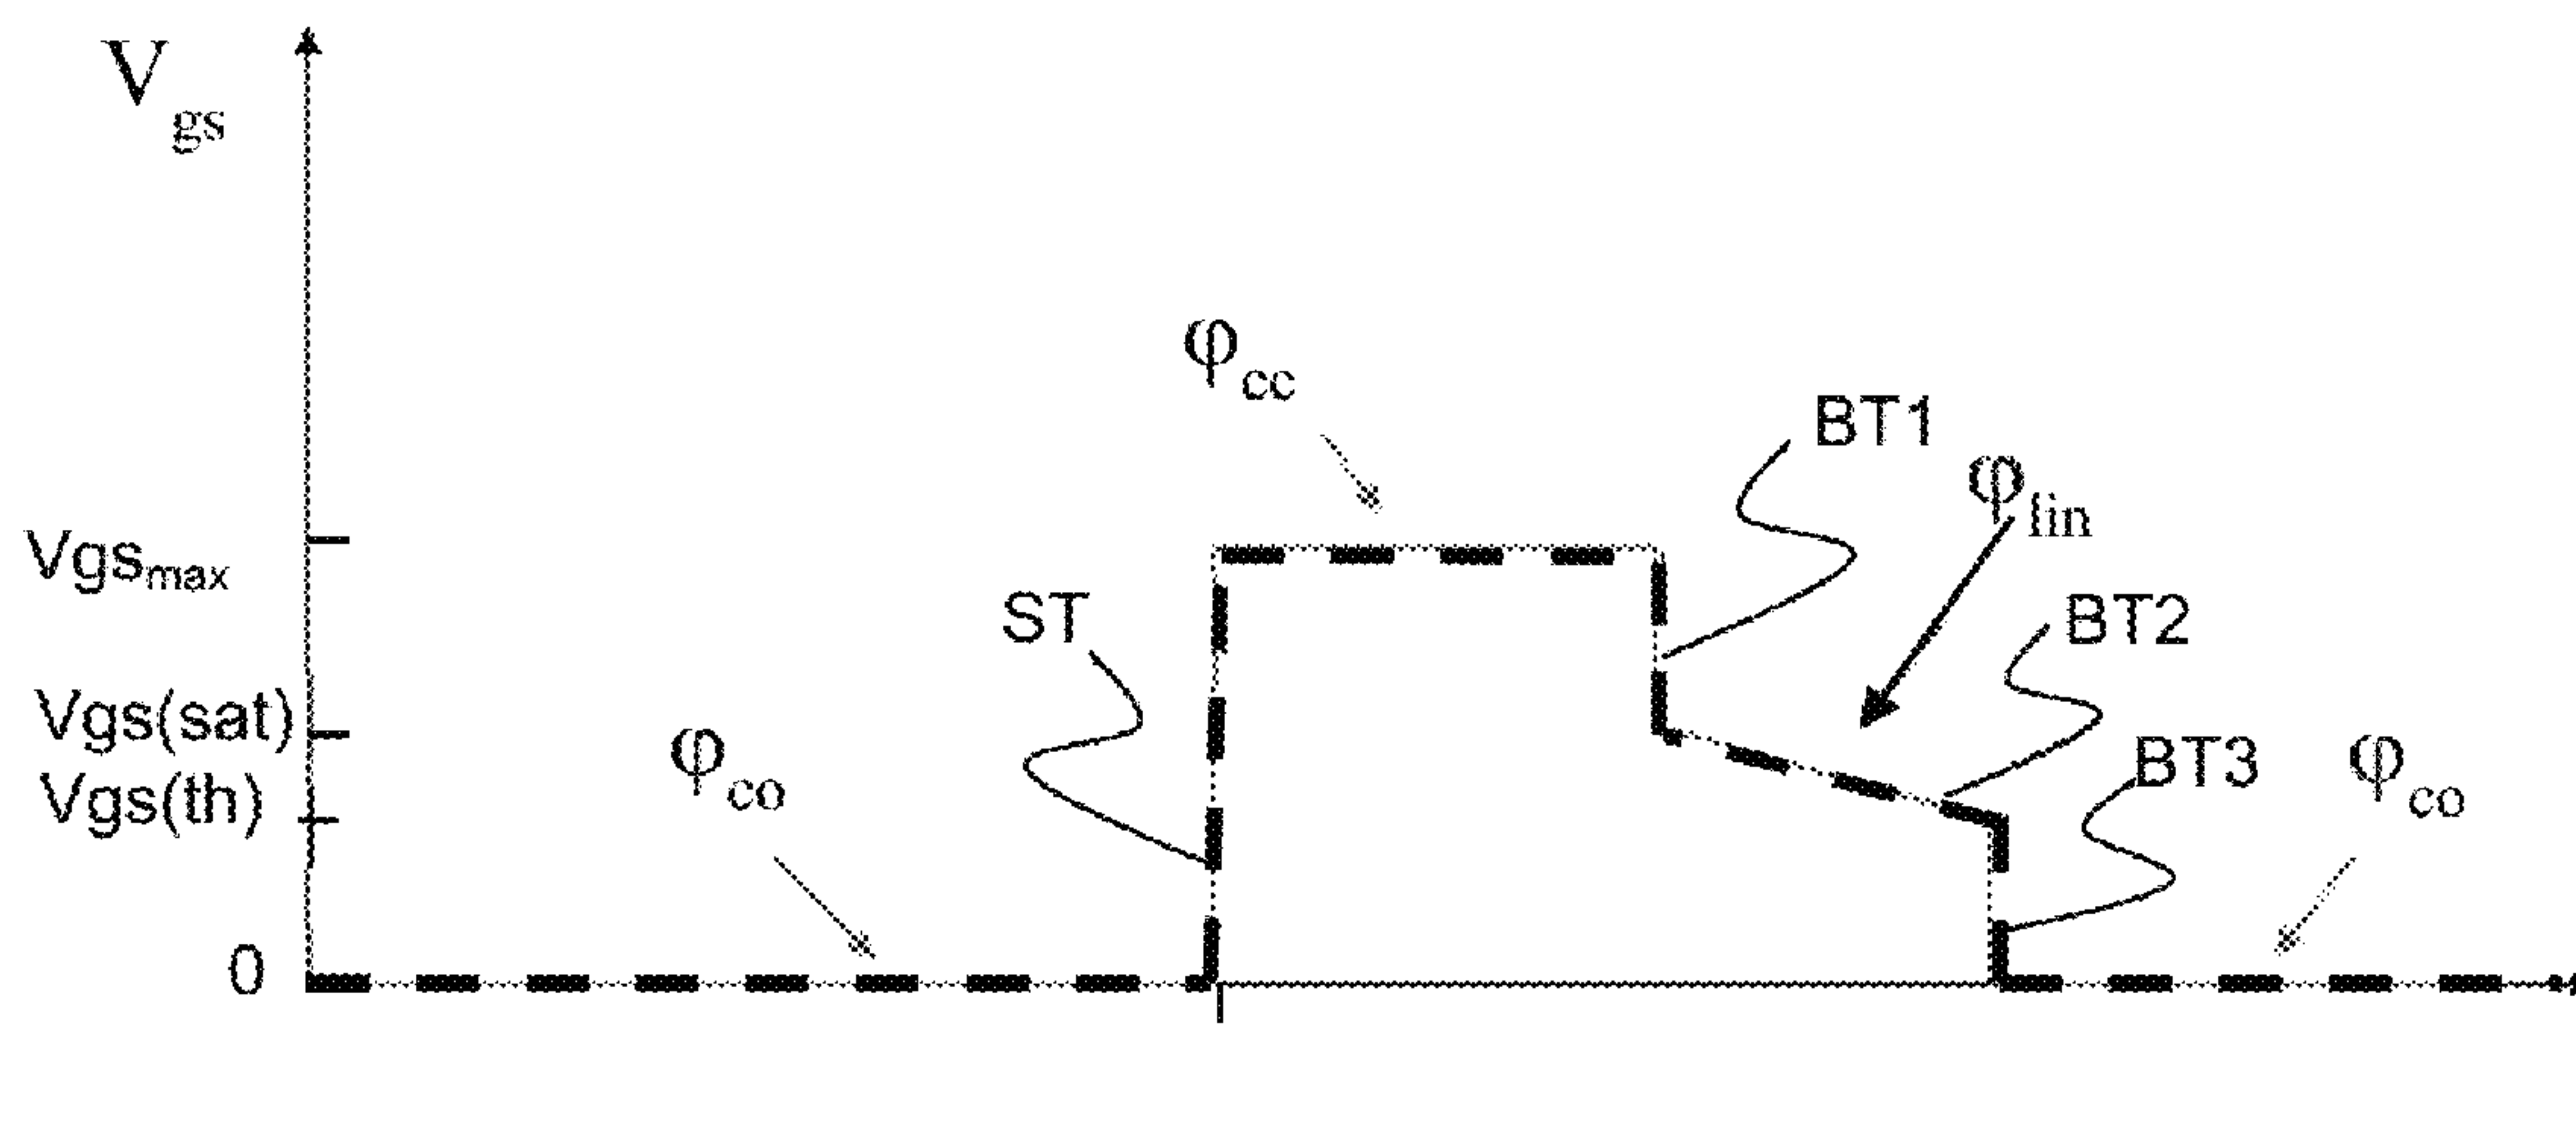 Vgs
φcc
BT1
φlin
Vgsmax
ST
BT2
Vgs(sat)
φco
BT3
φco
Vgs(th)
0